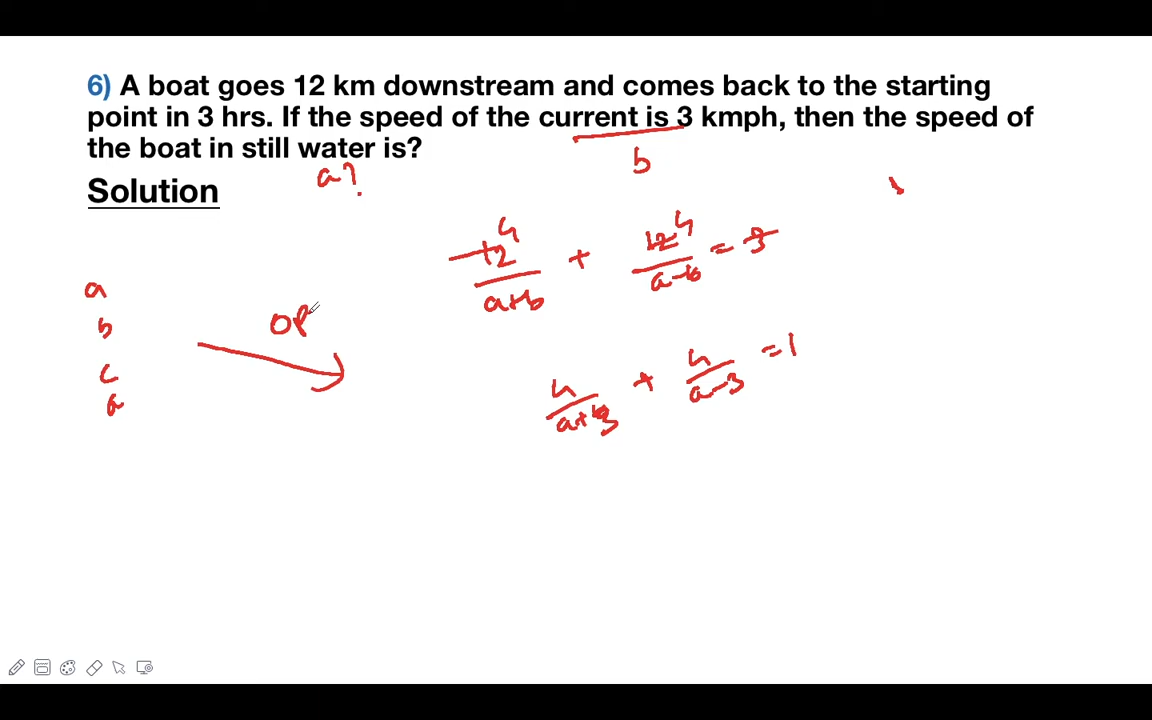 6) A boat goes 12 km downstream and comes back to the starting
point in 3 hrs. If the speed of the current is 3 kmph, then the speed of
the boat in still water is?
a?
b
Solution
12 4 / a+b + 12 4 / a-b = 3
a
b
c
a
OP
4 / a+3 + 4 / a-3 = 1